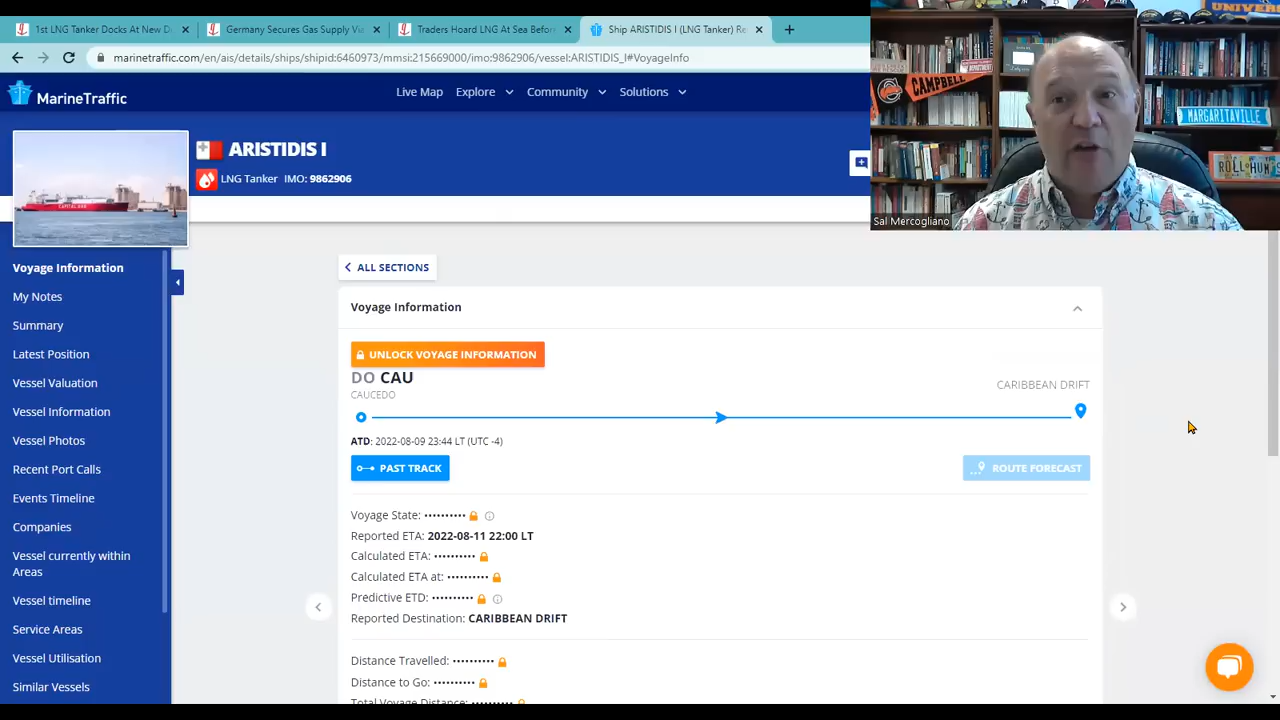 1st LNG Tanker Docks At New D
Germany Secures Gas Supply Vi
Traders Hoard LNG At Sea Befor
Ship ARISTIDIS I (LNG Tanker) Re
marinetraffic.com/en/ais/details/ships/shipid:6460973/mmsi:215669000/imo:9862906/vessel:ARISTIDIS_I#VoyageInfo
MarineTraffic
Live Map
Explore
Community
Solutions
ARISTIDIS I
LNG Tanker IMO: 9862906
CAPITAL GAS
CAMPBELL
MARGARITAVILLE
Sal Mercogliano
Voyage Information
My Notes
Summary
Latest Position
Vessel Valuation
Vessel Information
Vessel Photos
Recent Port Calls
Events Timeline
Companies
Vessel currently within
Areas
Vessel timeline
Service Areas
Vessel Utilisation
Similar Vessels
ALL SECTIONS
Voyage Information
UNLOCK VOYAGE INFORMATION
DO CAU
CAUCEDO
CARIBBEAN DRIFT
ATD: 2022-08-09 23:44 LT (UTC -4)
PAST TRACK
ROUTE FORECAST
Voyage State: ••••••••••
Reported ETA: 2022-08-11 22:00 LT
Calculated ETA: ••••••••••
Calculated ETA at: ••••••••••
Predictive ETD: ••••••••••
Reported Destination: CARIBBEAN DRIFT
Distance Travelled: ••••••••••
Distance to Go: ••••••••••
Total Voyage Distance: ••••••••••